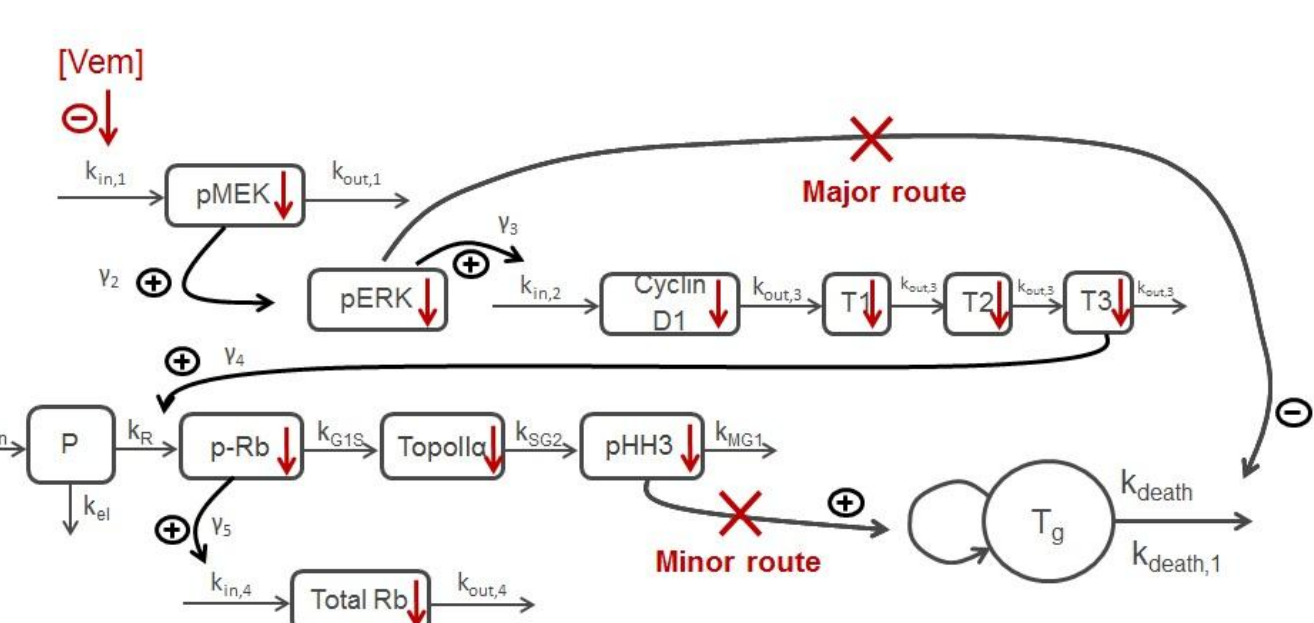 [Vem]
⊖
k_in,1
pMEK
k_out,1
Major route
γ₂
⊕
pERK
γ₃
⊕
k_in,2
Cyclin
D1
k_out,3
T1
k_out,3
T2
k_out,3
T3
k_out,3
⊕
γ₄
⊖
n
P
k_R
p-Rb
k_G1S
TopoIIα
k_SG2
pHH3
k_MG1
k_el
⊕
γ₅
Minor route
⊕
T_g
k_death
k_death,1
k_in,4
Total Rb
k_out,4